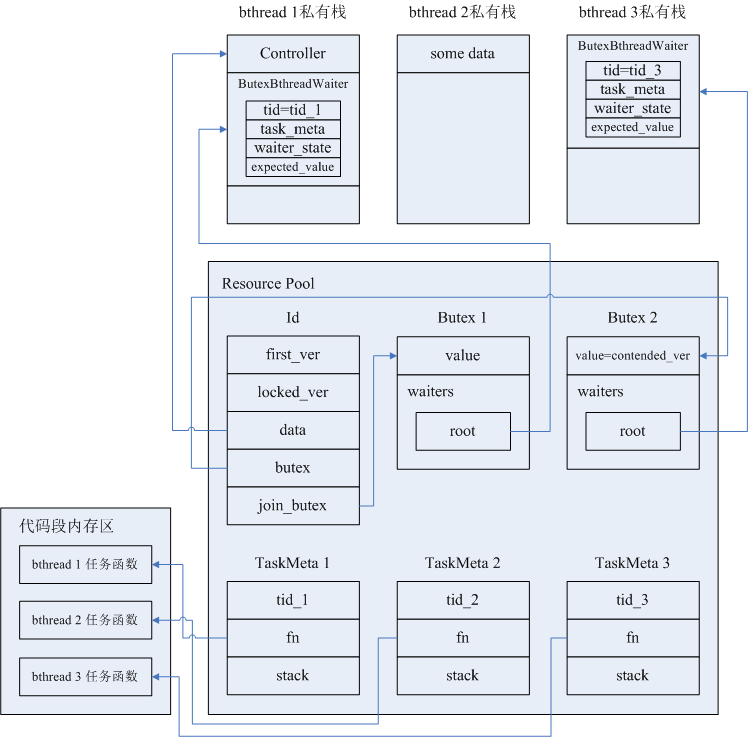 bthread 1私有栈
bthread 2私有栈
bthread 3私有栈
Controller
ButexBthreadWaiter
tid=tid_1
task_meta
waiter_state
expected_value
some data
ButexBthreadWaiter
tid=tid_3
task_meta
waiter_state
expected_value
Resource Pool
Id
first_ver
locked_ver
data
butex
join_butex
Butex 1
value
waiters
root
Butex 2
value=contended_ver
waiters
root
代码段内存区
bthread 1 任务函数
bthread 2 任务函数
bthread 3 任务函数
TaskMeta 1
tid_1
fn
stack
TaskMeta 2
tid_2
fn
stack
TaskMeta 3
tid_3
fn
stack